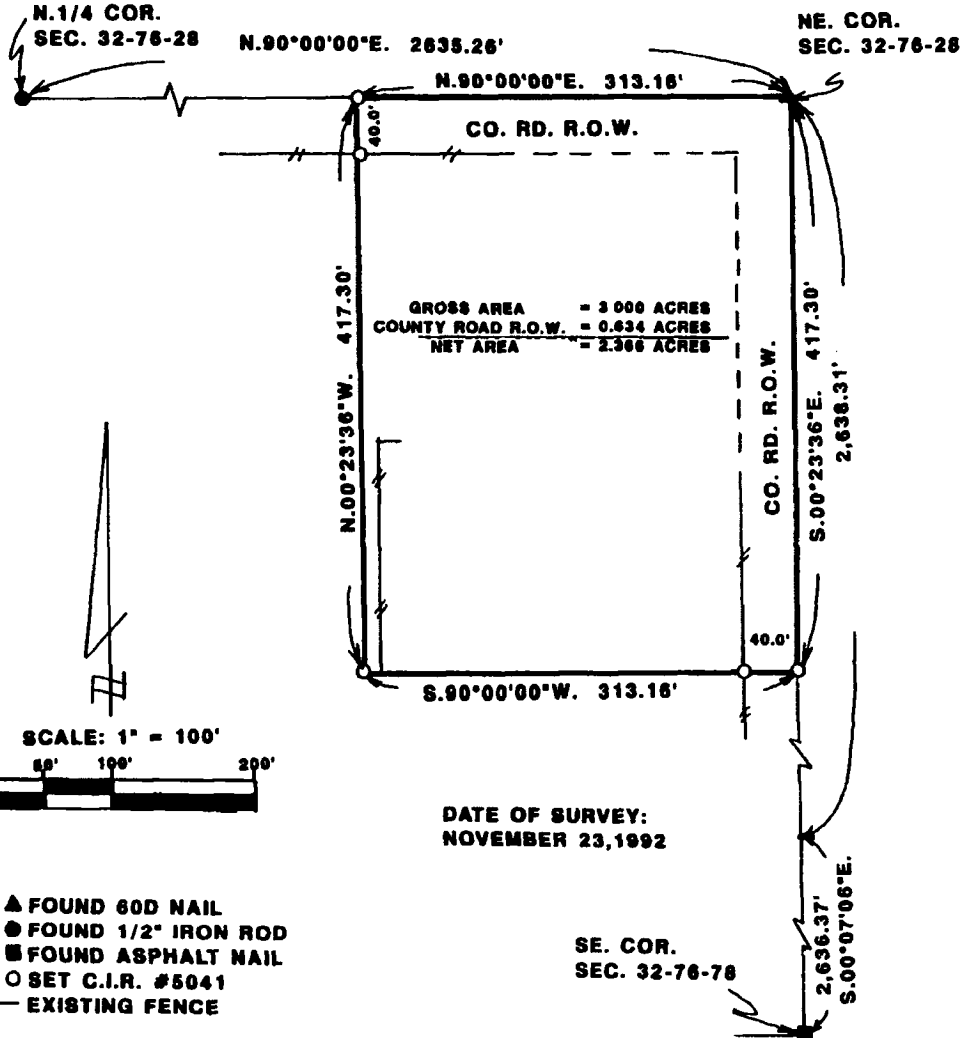 N.1/4 COR.
SEC. 32-76-28
N.90°00'00"E. 2635.26'
NE. COR.
SEC. 32-76-28
N.90°00'00"E. 313.16'
40.0'
CO. RD. R.O.W.
N.00°23'36"W. 417.30'
GROSS AREA = 3 000 ACRES
COUNTY ROAD R.O.W. = 0.634 ACRES
NET AREA = 2.366 ACRES
CO. RD. R.O.W.
S.00°23'36"E. 417.30'
2,638.31'
40.0'
S.90°00'00"W. 313.16'
SCALE: 1" = 100'
50' 100' 200'
DATE OF SURVEY:
NOVEMBER 23,1992
▲ FOUND 60D NAIL
● FOUND 1/2" IRON ROD
■ FOUND ASPHALT NAIL
○ SET C.I.R. #5041
— EXISTING FENCE
SE. COR.
SEC. 32-76-78
2,636.37'
S.00°07'06"E.